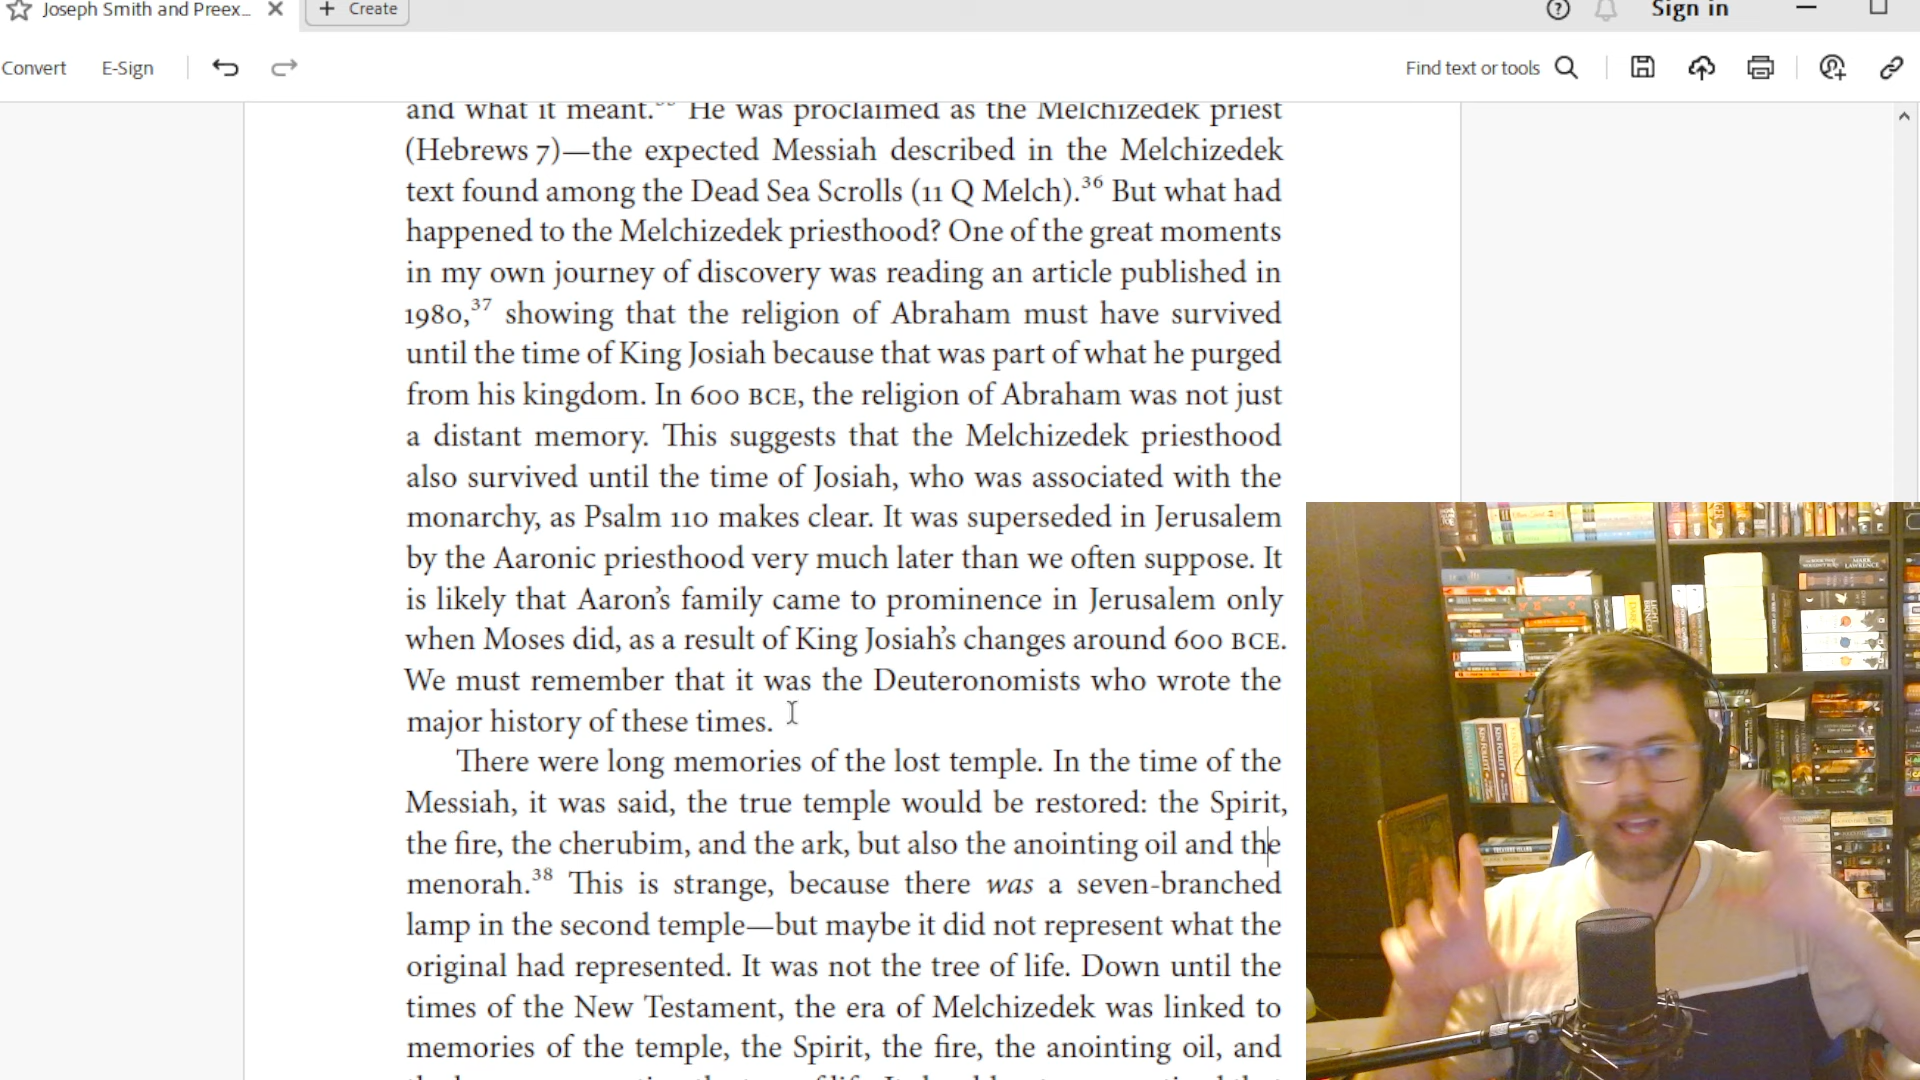 Joseph Smith and Preex...
Create
Sign in
Convert
E-Sign
Find text or tools
and what it meant.³⁵ He was proclaimed as the Melchizedek priest
(Hebrews 7)—the expected Messiah described in the Melchizedek
text found among the Dead Sea Scrolls (11 Q Melch).³⁶ But what had
happened to the Melchizedek priesthood? One of the great moments
in my own journey of discovery was reading an article published in
1980,³⁷ showing that the religion of Abraham must have survived
until the time of King Josiah because that was part of what he purged
from his kingdom. In 600 BCE, the religion of Abraham was not just
a distant memory. This suggests that the Melchizedek priesthood
also survived until the time of Josiah, who was associated with the
monarchy, as Psalm 110 makes clear. It was superseded in Jerusalem
by the Aaronic priesthood very much later than we often suppose. It
is likely that Aaron's family came to prominence in Jerusalem only
when Moses did, as a result of King Josiah's changes around 600 BCE.
We must remember that it was the Deuteronomists who wrote the
major history of these times.
There were long memories of the lost temple. In the time of the
Messiah, it was said, the true temple would be restored: the Spirit,
the fire, the cherubim, and the ark, but also the anointing oil and the
menorah.³⁸ This is strange, because there was a seven-branched
lamp in the second temple—but maybe it did not represent what the
original had represented. It was not the tree of life. Down until the
times of the New Testament, the era of Melchizedek was linked to
memories of the temple, the Spirit, the fire, the anointing oil, and
MARK LAWRENCE
KEN FOLLETT